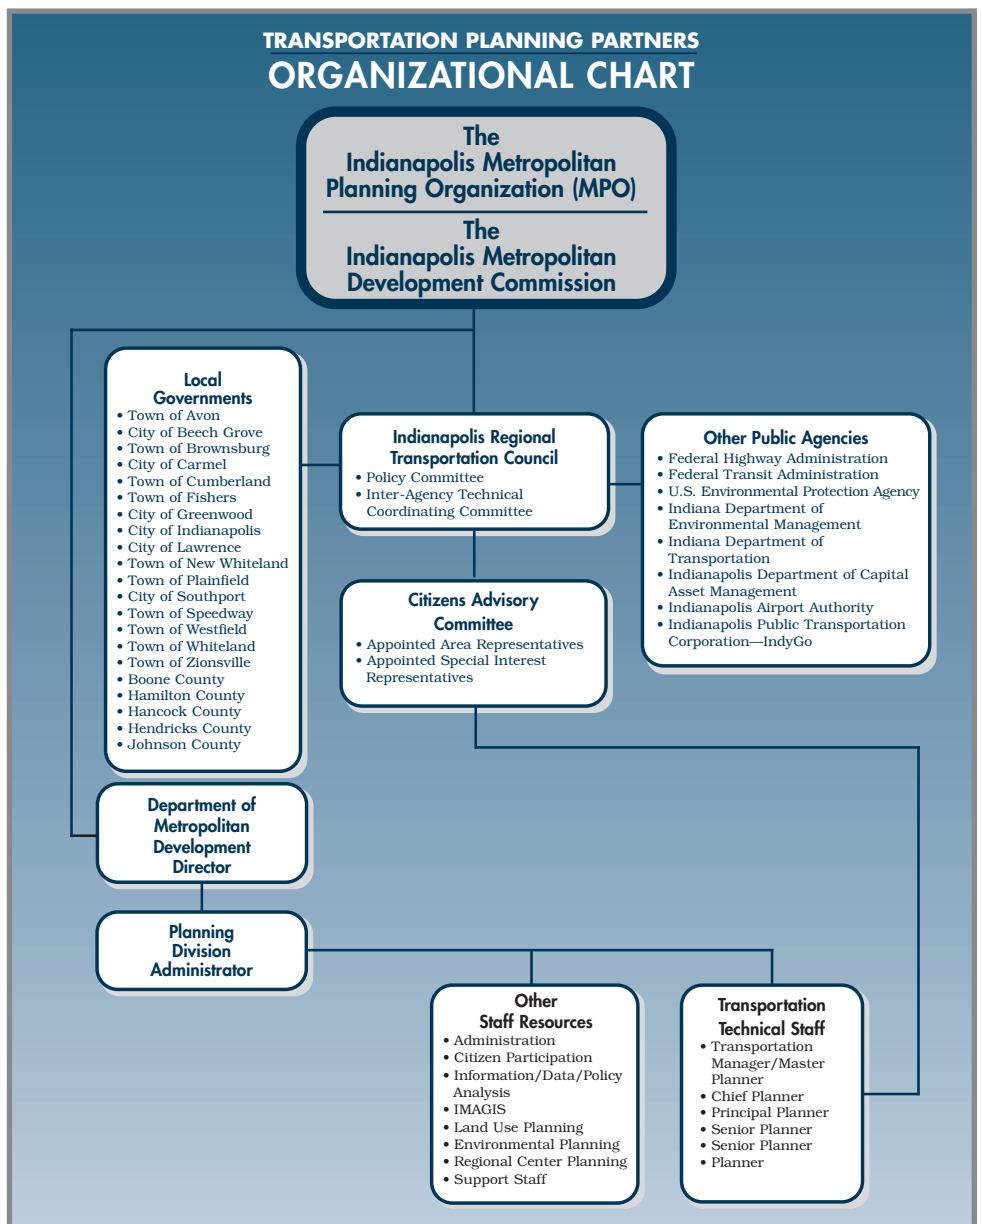 TRANSPORTATION PLANNING PARTNERS
ORGANIZATIONAL CHART
The
Indianapolis Metropolitan
Planning Organization (MPO)
The
Indianapolis Metropolitan
Development Commission
Local
Governments
• Town of Avon
• City of Beech Grove
• Town of Brownsburg
• City of Carmel
• Town of Cumberland
• Town of Fishers
• City of Greenwood
• City of Indianapolis
• City of Lawrence
• Town of New Whiteland
• Town of Plainfield
• City of Southport
• Town of Speedway
• Town of Westfield
• Town of Whiteland
• Town of Zionsville
• Boone County
• Hamilton County
• Hancock County
• Hendricks County
• Johnson County
Indianapolis Regional
Transportation Council
• Policy Committee
• Inter-Agency Technical
Coordinating Committee
Other Public Agencies
• Federal Highway Administration
• Federal Transit Administration
• U.S. Environmental Protection Agency
• Indiana Department of
Environmental Management
• Indiana Department of
Transportation
• Indianapolis Department of Capital
Asset Management
• Indianapolis Airport Authority
• Indianapolis Public Transportation
Corporation—IndyGo
Citizens Advisory
Committee
• Appointed Area Representatives
• Appointed Special Interest
Representatives
Department of
Metropolitan
Development
Director
Planning
Division
Administrator
Other
Staff Resources
• Administration
• Citizen Participation
• Information/Data/Policy
Analysis
• IMAGIS
• Land Use Planning
• Environmental Planning
• Regional Center Planning
• Support Staff
Transportation
Technical Staff
• Transportation
Manager/Master
Planner
• Chief Planner
• Principal Planner
• Senior Planner
• Senior Planner
• Planner